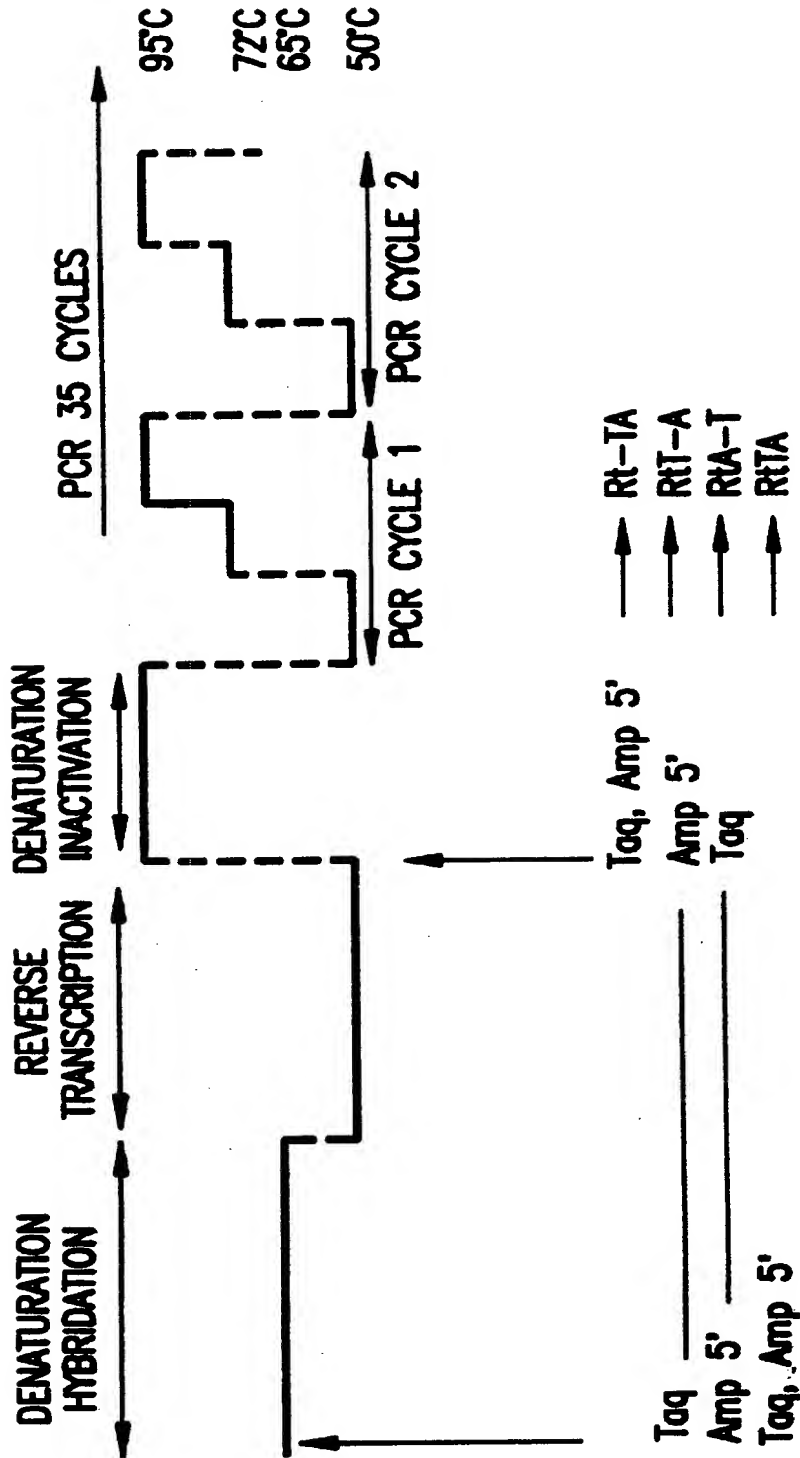 DENATURATION
HYBRIDATION
REVERSE
TRANSCRIPTION
DENATURATION
INACTIVATION
PCR 35 CYCLES
95°C
72°C
65°C
50°C
PCR CYCLE 1
PCR CYCLE 2
Taq, Amp 5' Rt-TA
Taq Amp 5' RtT-A
Amp 5' Taq RtA-T
Taq, Amp 5' RtTA